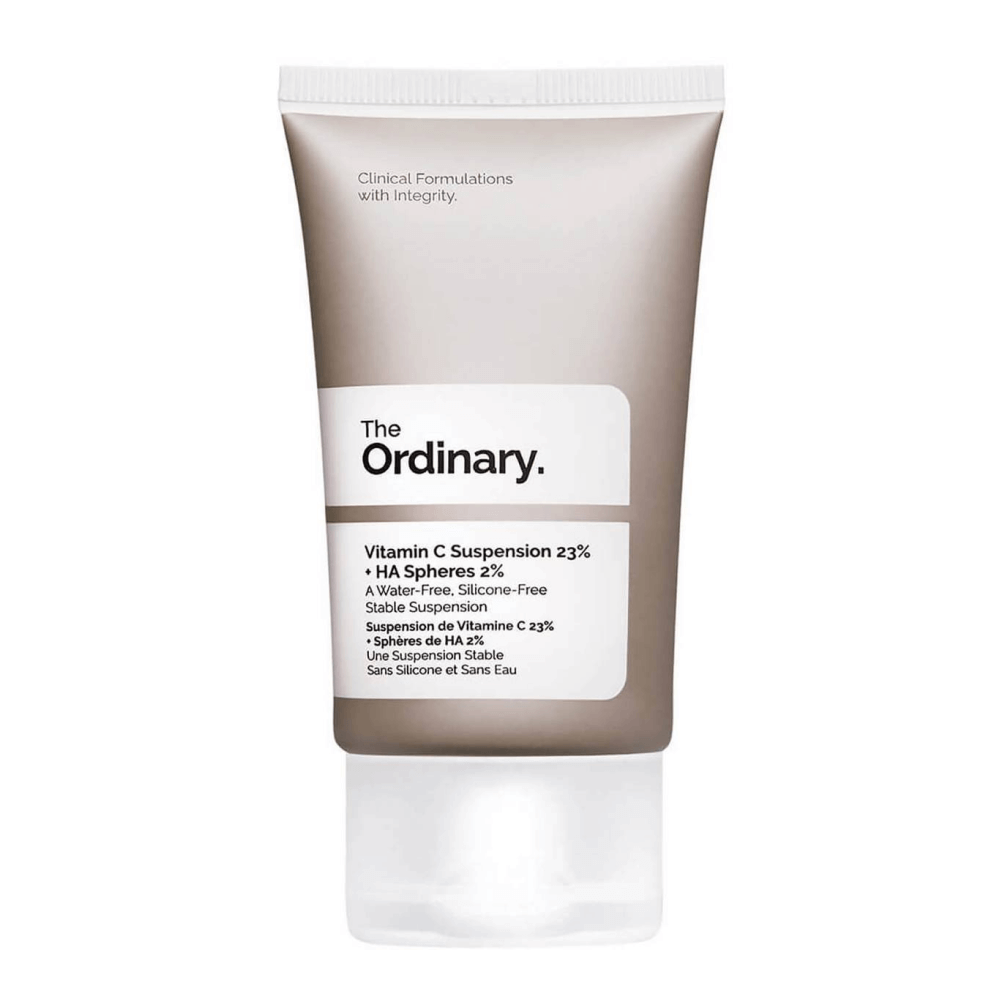 Clinical Formulations
with Integrity.
The
Ordinary.
Vitamin C Suspension 23%
+ HA Spheres 2%
A Water-Free, Silicone-Free
Stable Suspension
Suspension de Vitamine C 23%
+ Sphères de HA 2%
Une Suspension Stable
Sans Silicone et Sans Eau